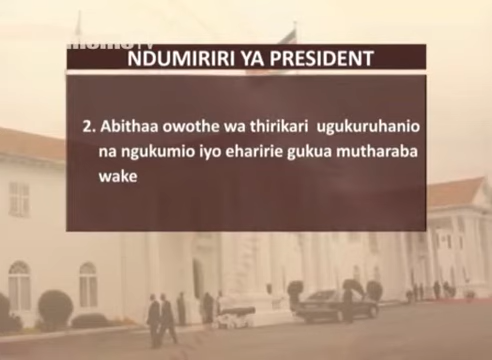 NDUMIRIRI YA PRESIDENT
2. Abithaa owothe wa thirikari ugukuruhanio
na ngukumio iyo eharirie gukua mutharaba
wake